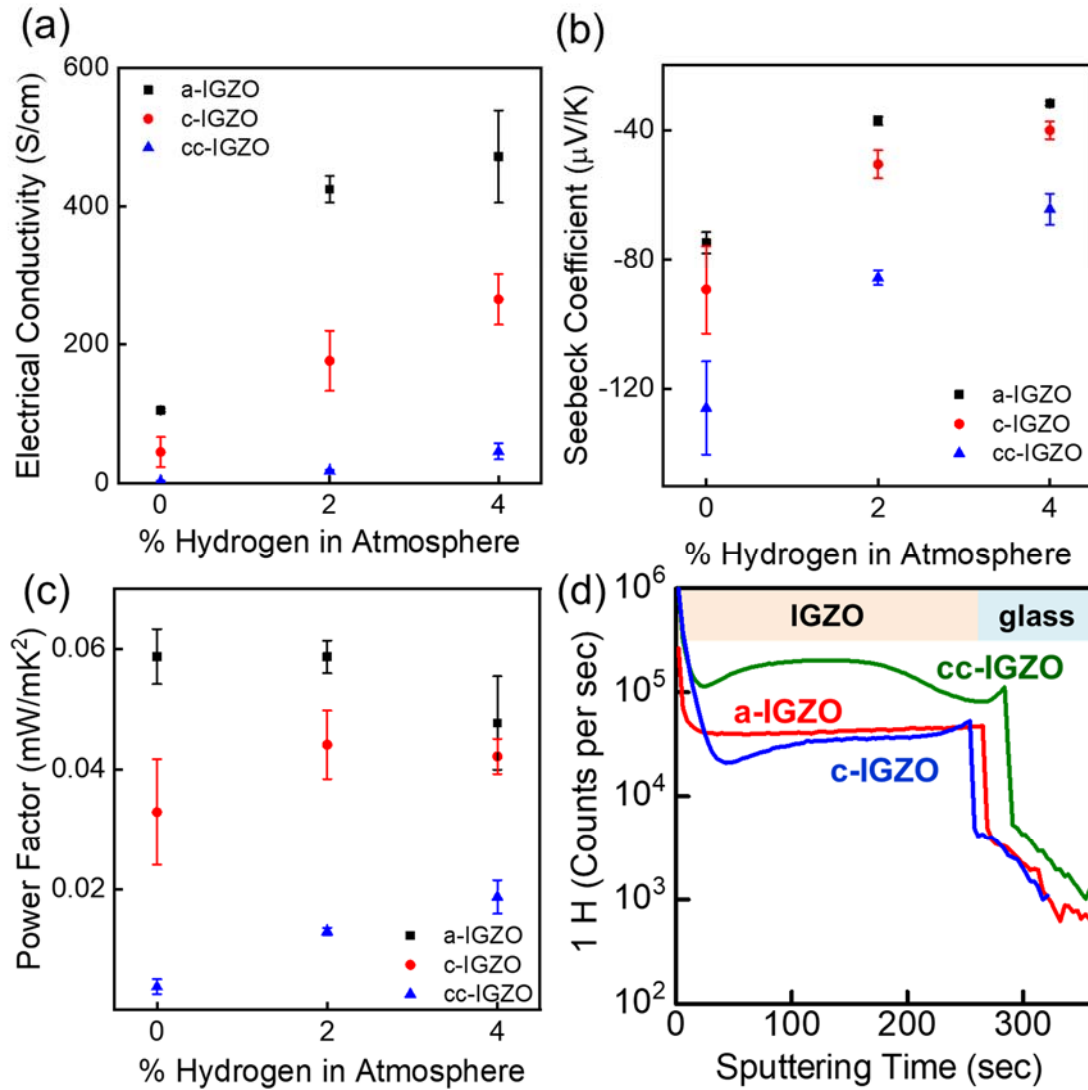 (a)
Electrical Conductivity (S/cm)
600
400
200
0
a-IGZO
c-IGZO
cc-IGZO
0 2 4
% Hydrogen in Atmosphere
(b)
Seebeck Coefficient (μV/K)
-40
-80
-120
a-IGZO
c-IGZO
cc-IGZO
0 2 4
% Hydrogen in Atmosphere
(c)
Power Factor (mW/mK²)
0.06
0.04
0.02
a-IGZO
c-IGZO
cc-IGZO
0 2 4
% Hydrogen in Atmosphere
(d)
1 H (Counts per sec)
10⁶
10⁵
10⁴
10³
10²
IGZO glass
cc-IGZO
a-IGZO
c-IGZO
0 100 200 300
Sputtering Time (sec)